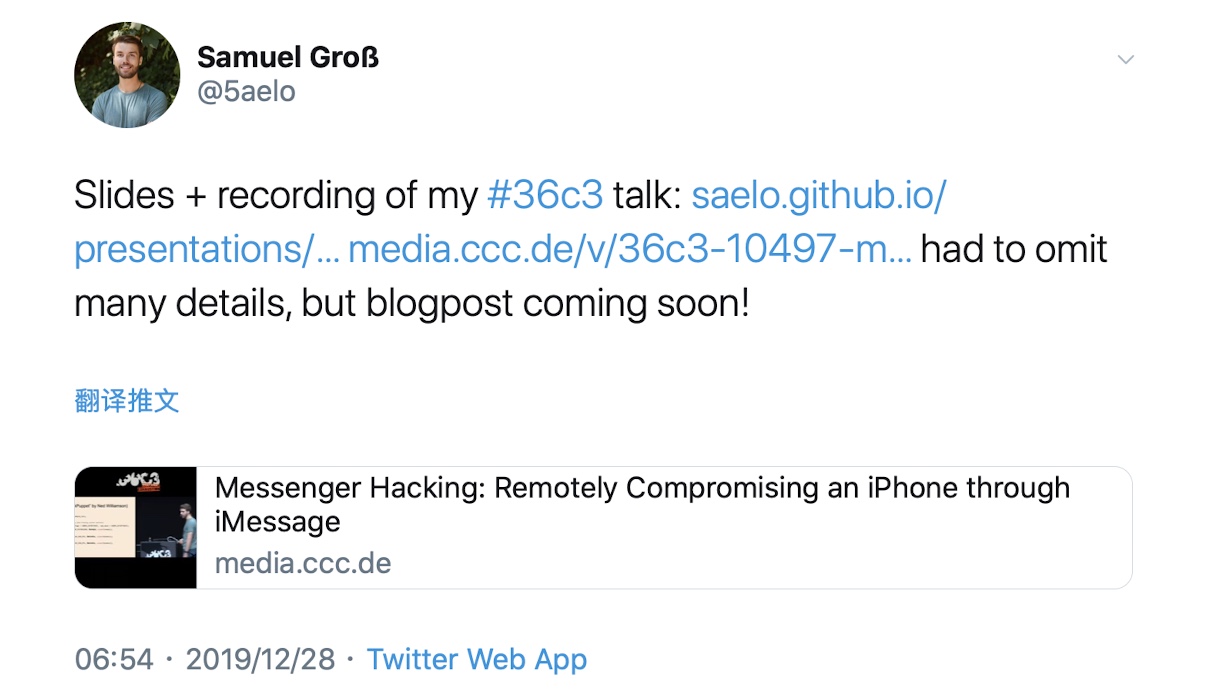 Samuel Groß
@5aelo
Slides + recording of my #36c3 talk: saelo.github.io/
presentations/... media.ccc.de/v/36c3-10497-m... had to omit
many details, but blogpost coming soon!
翻译推文
Messenger Hacking: Remotely Compromising an iPhone through
iMessage
media.ccc.de
06:54 · 2019/12/28 · Twitter Web App